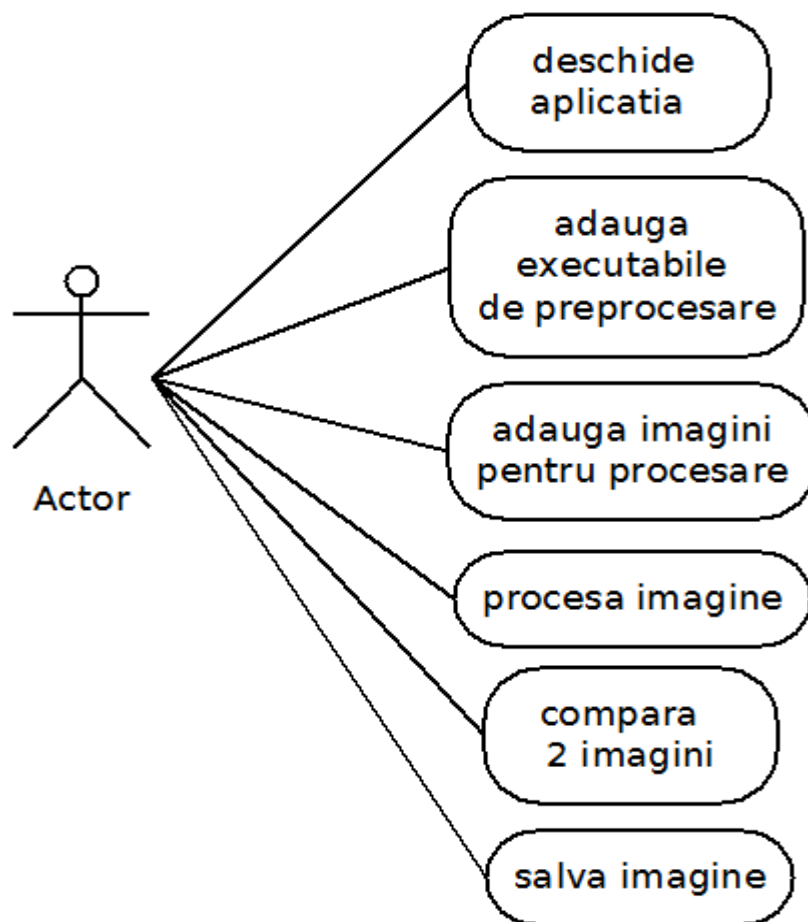 deschide
aplicatia
adauga
executabile
de preprocesare
adauga imagini
pentru procesare
Actor
procesa imagine
compara
2 imagini
salva imagine